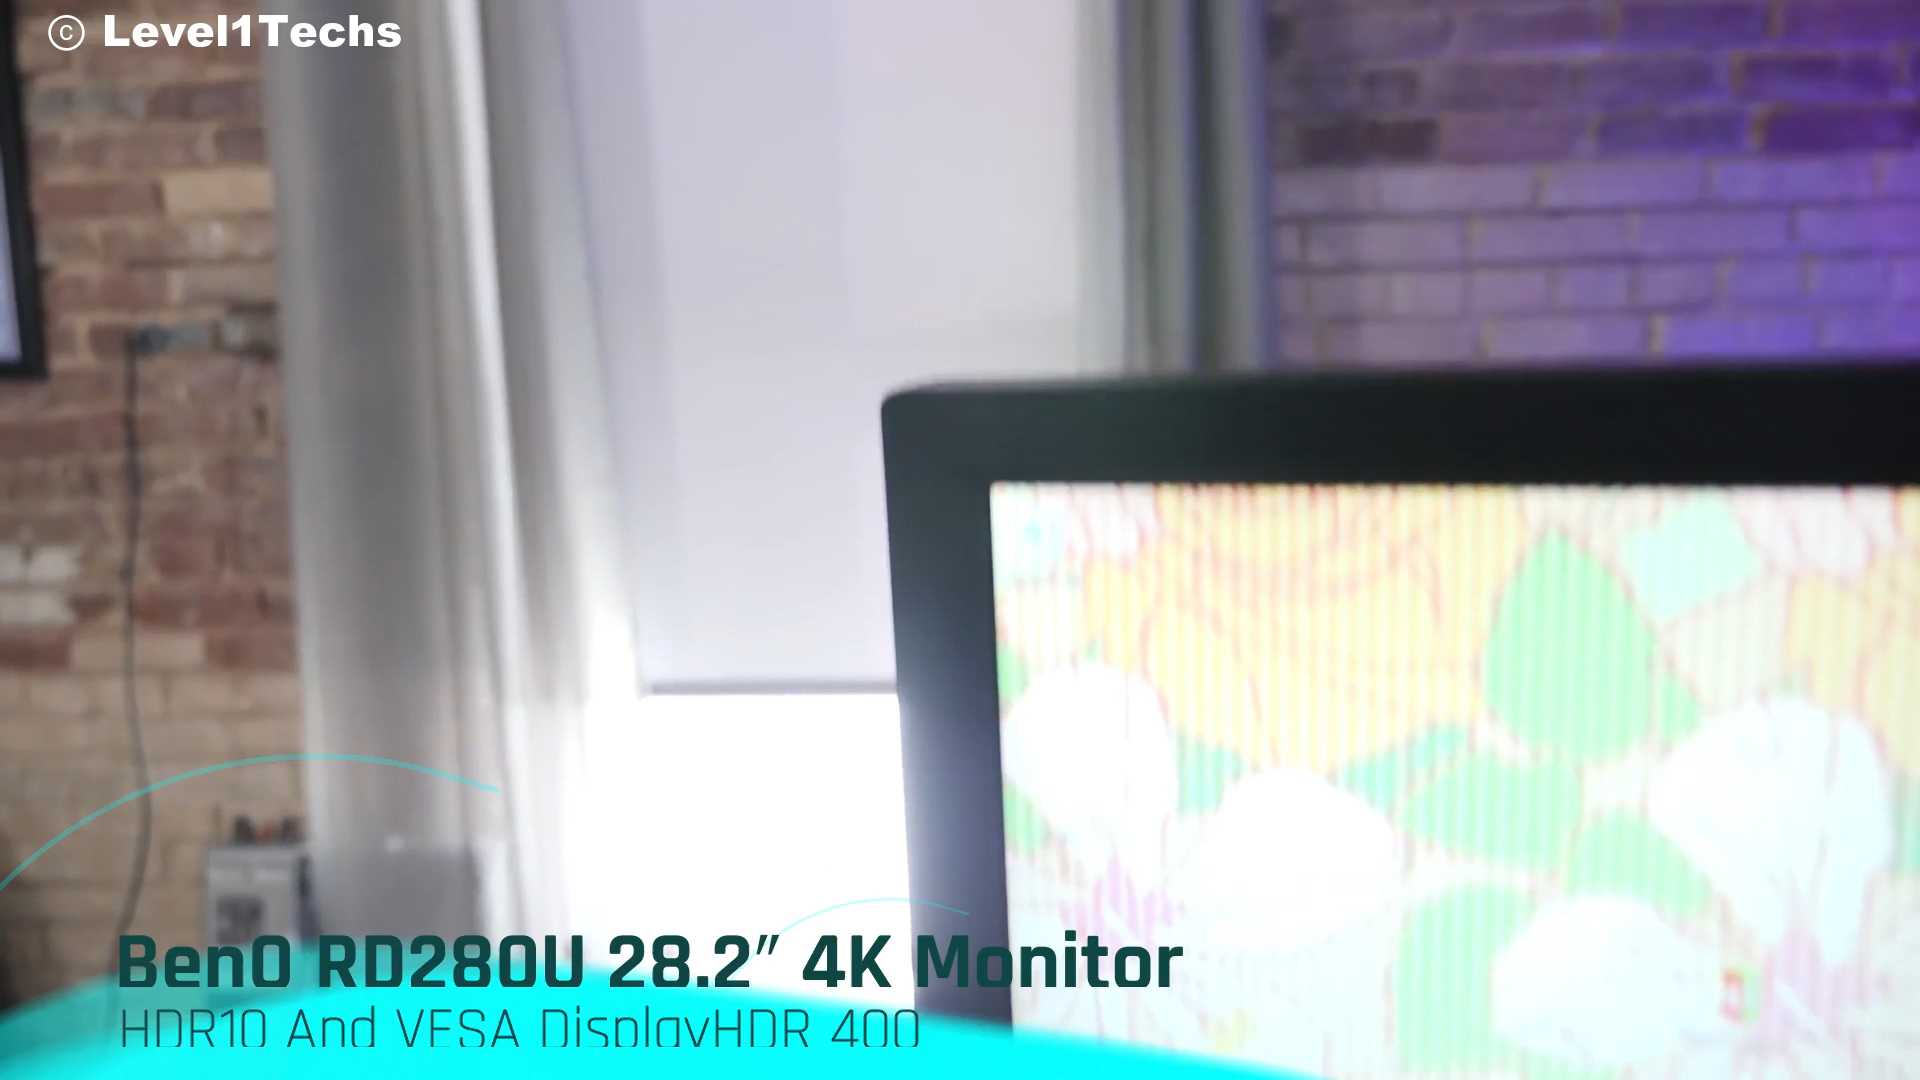 © Level1Techs
BenQ RD280U 28.2″ 4K Monitor
HDR10 And VESA DisplayHDR 400